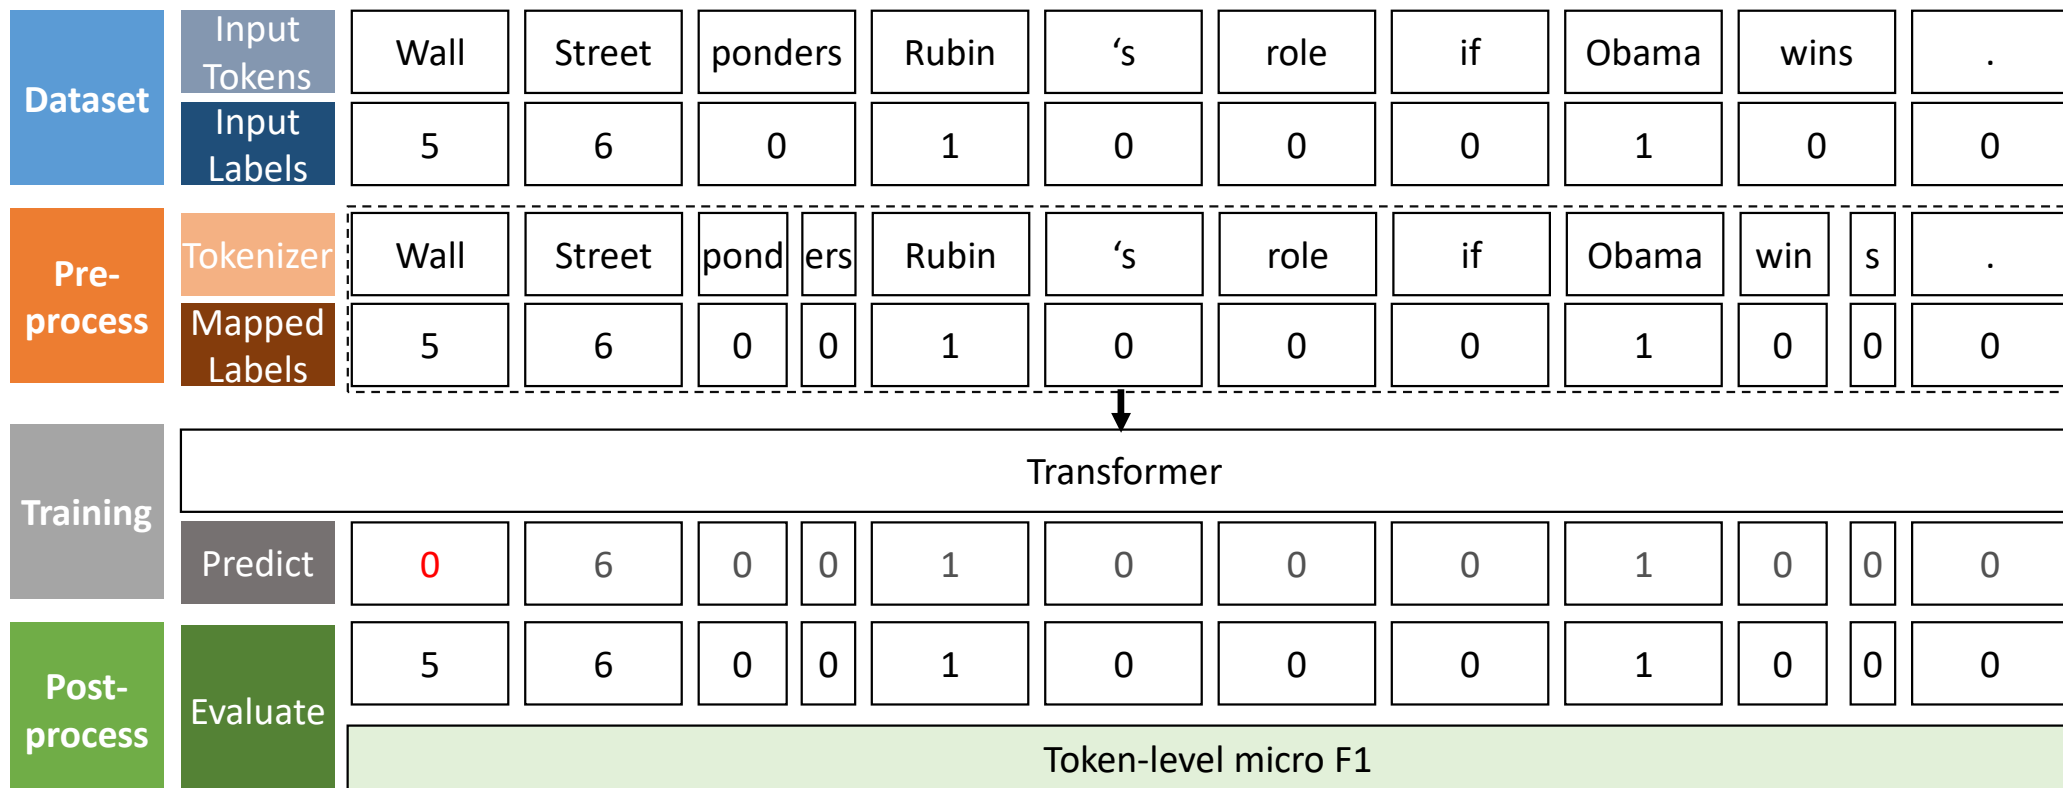 Dataset
Input Tokens
Wall Street ponders Rubin ‘s role if Obama wins .
Input Labels
5 6 0 1 0 0 0 1 0 0
Pre-process
Tokenizer
Wall Street pond ers Rubin ‘s role if Obama win s .
Mapped Labels
5 6 0 0 1 0 0 0 1 0 0 0
Training
Transformer
Predict
0 6 0 0 1 0 0 0 1 0 0 0
Post-process
Evaluate
5 6 0 0 1 0 0 0 1 0 0 0
Token-level micro F1